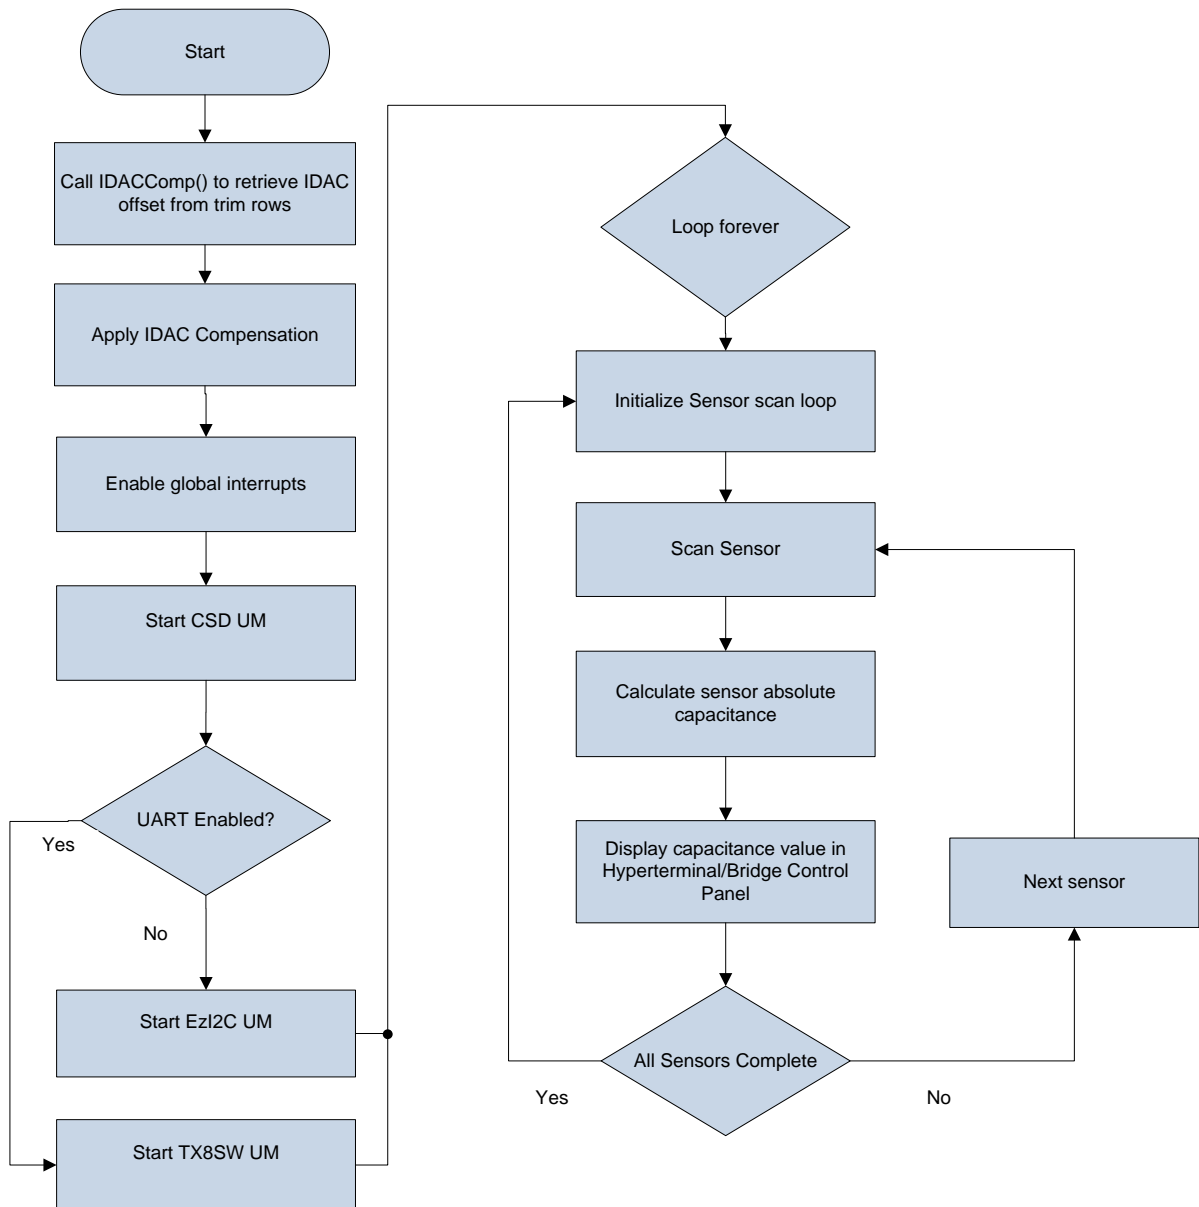 Start
Call IDACComp() to retrieve IDAC
offset from trim rows
Apply IDAC Compensation
Enable global interrupts
Start CSD UM
UART Enabled?
Yes
No
Start EzI2C UM
Start TX8SW UM
Loop forever
Initialize Sensor scan loop
Scan Sensor
Calculate sensor absolute
capacitance
Display capacitance value in
Hyperterminal/Bridge Control
Panel
Next sensor
All Sensors Complete
Yes
No